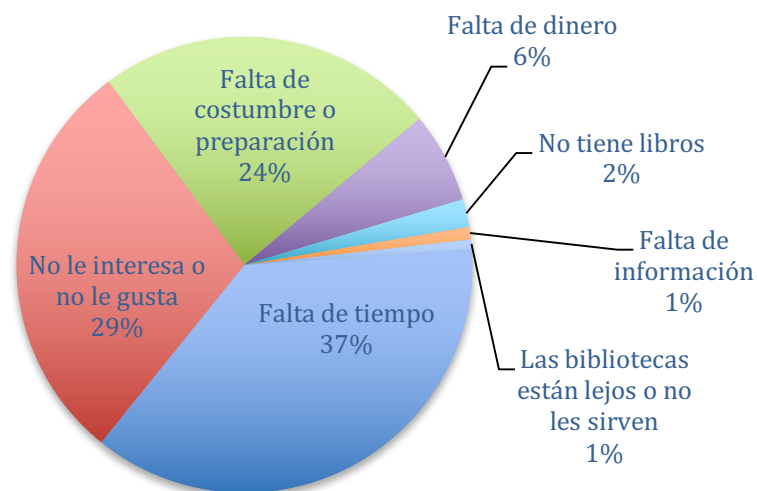 Falta de dinero
6%
Falta de
costumbre o
preparación
24%
No tiene libros
2%
Falta de
información
1%
No le interesa o
no le gusta
29%
Falta de tiempo
37%
Las bibliotecas
están lejos o no
les sirven
1%